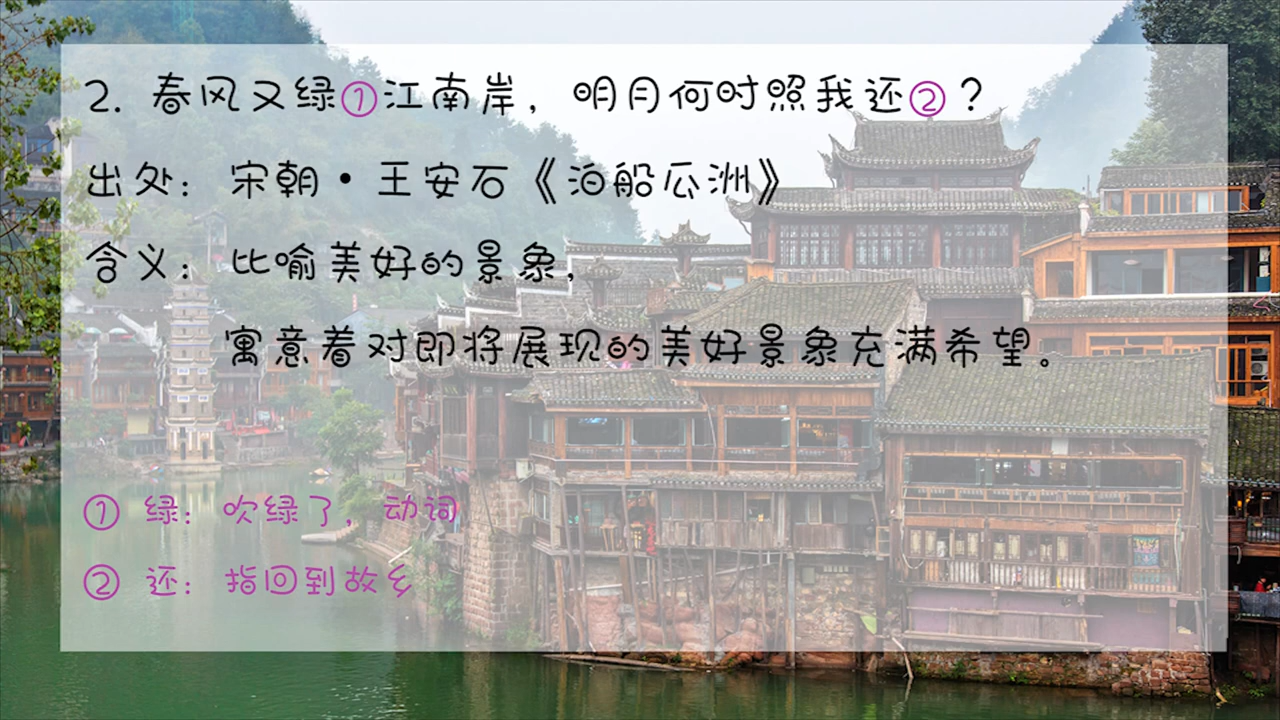 2. 春风又绿①江南岸，明月何时照我还②？
出处：宋朝·王安石《泊船瓜洲》
含义：比喻美好的景象，
寓意着对即将展现的美好景象充满希望。
① 绿：吹绿了，动词
② 还：指回到故乡